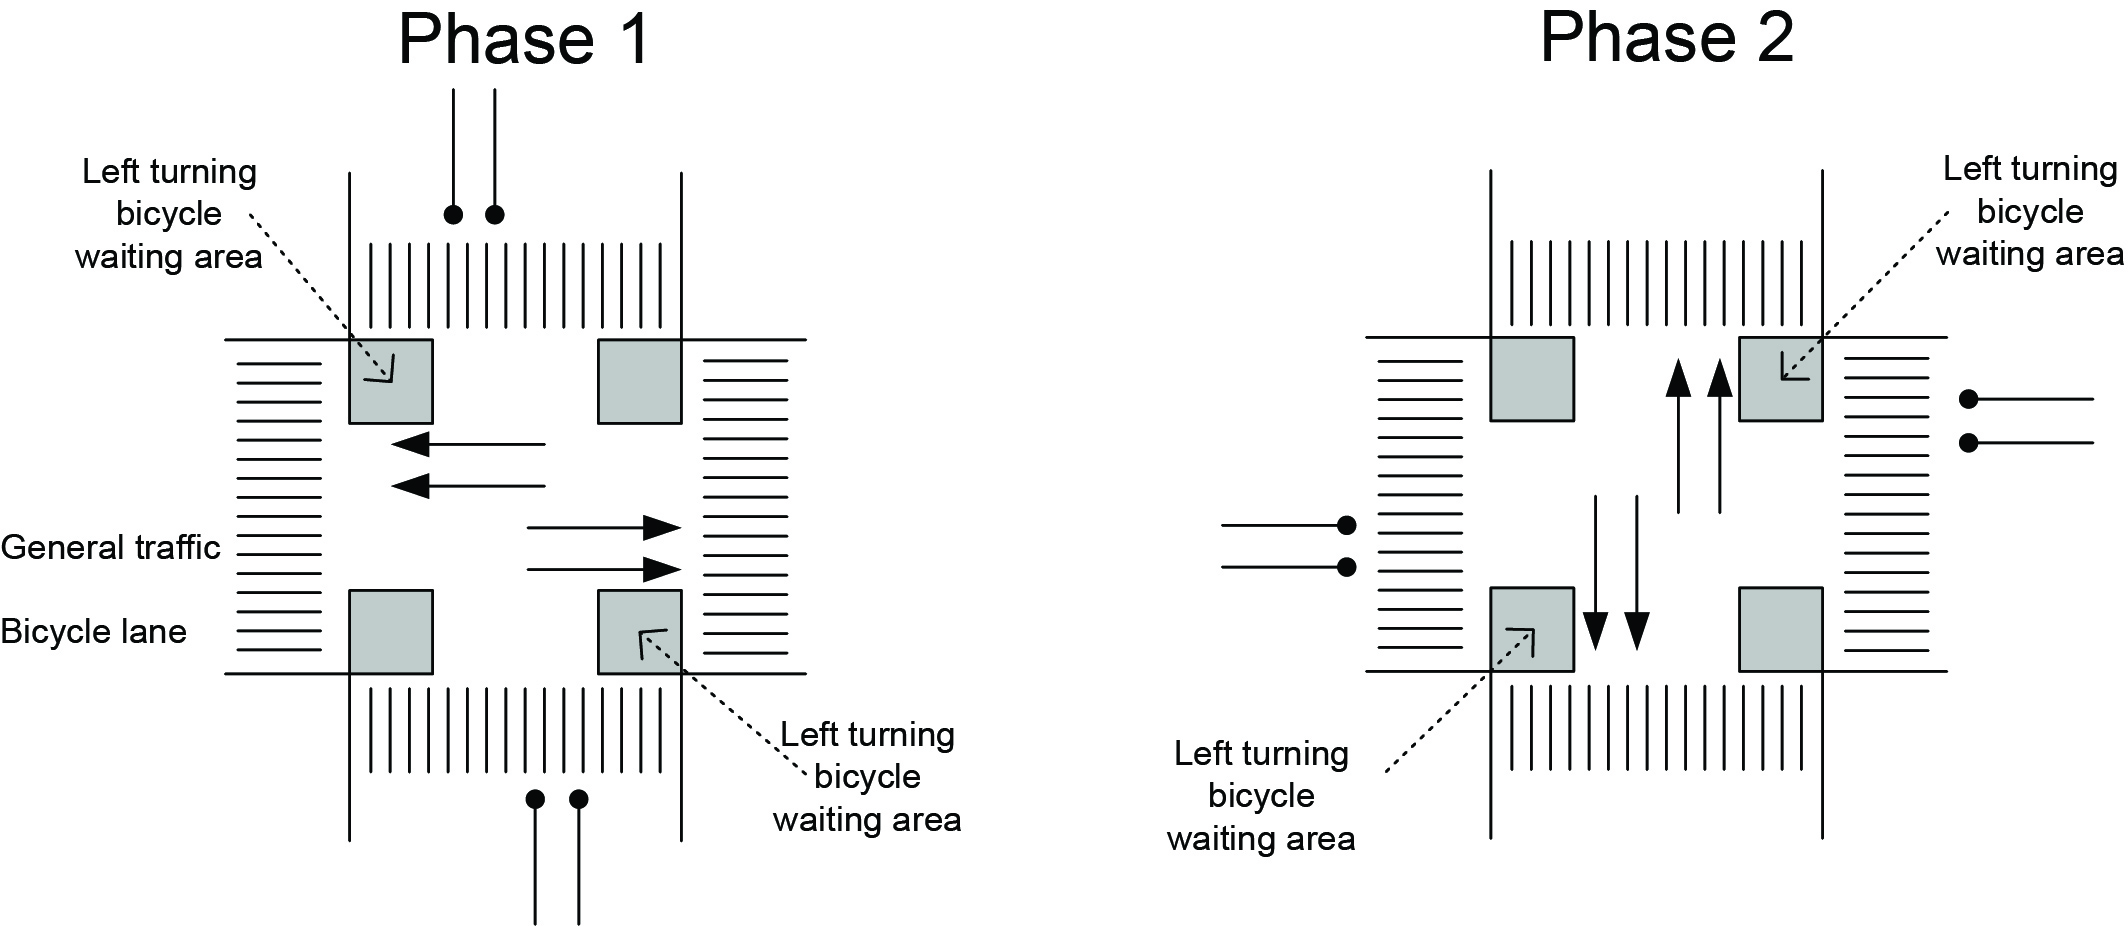 Phase 1
Left turning
bicycle
waiting area
General traffic
Bicycle lane
Left turning
bicycle
waiting area
Phase 2
Left turning
bicycle
waiting area
Left turning
bicycle
waiting area